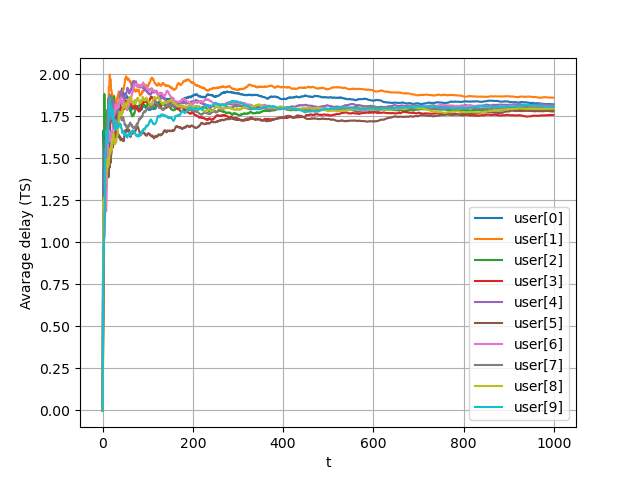 2.00
1.75
1.50
1.25
1.00
0.75
0.50
0.25
0.00
Avarage delay (TS)
0 200 400 600 800 1000
t
user[0]
user[1]
user[2]
user[3]
user[4]
user[5]
user[6]
user[7]
user[8]
user[9]